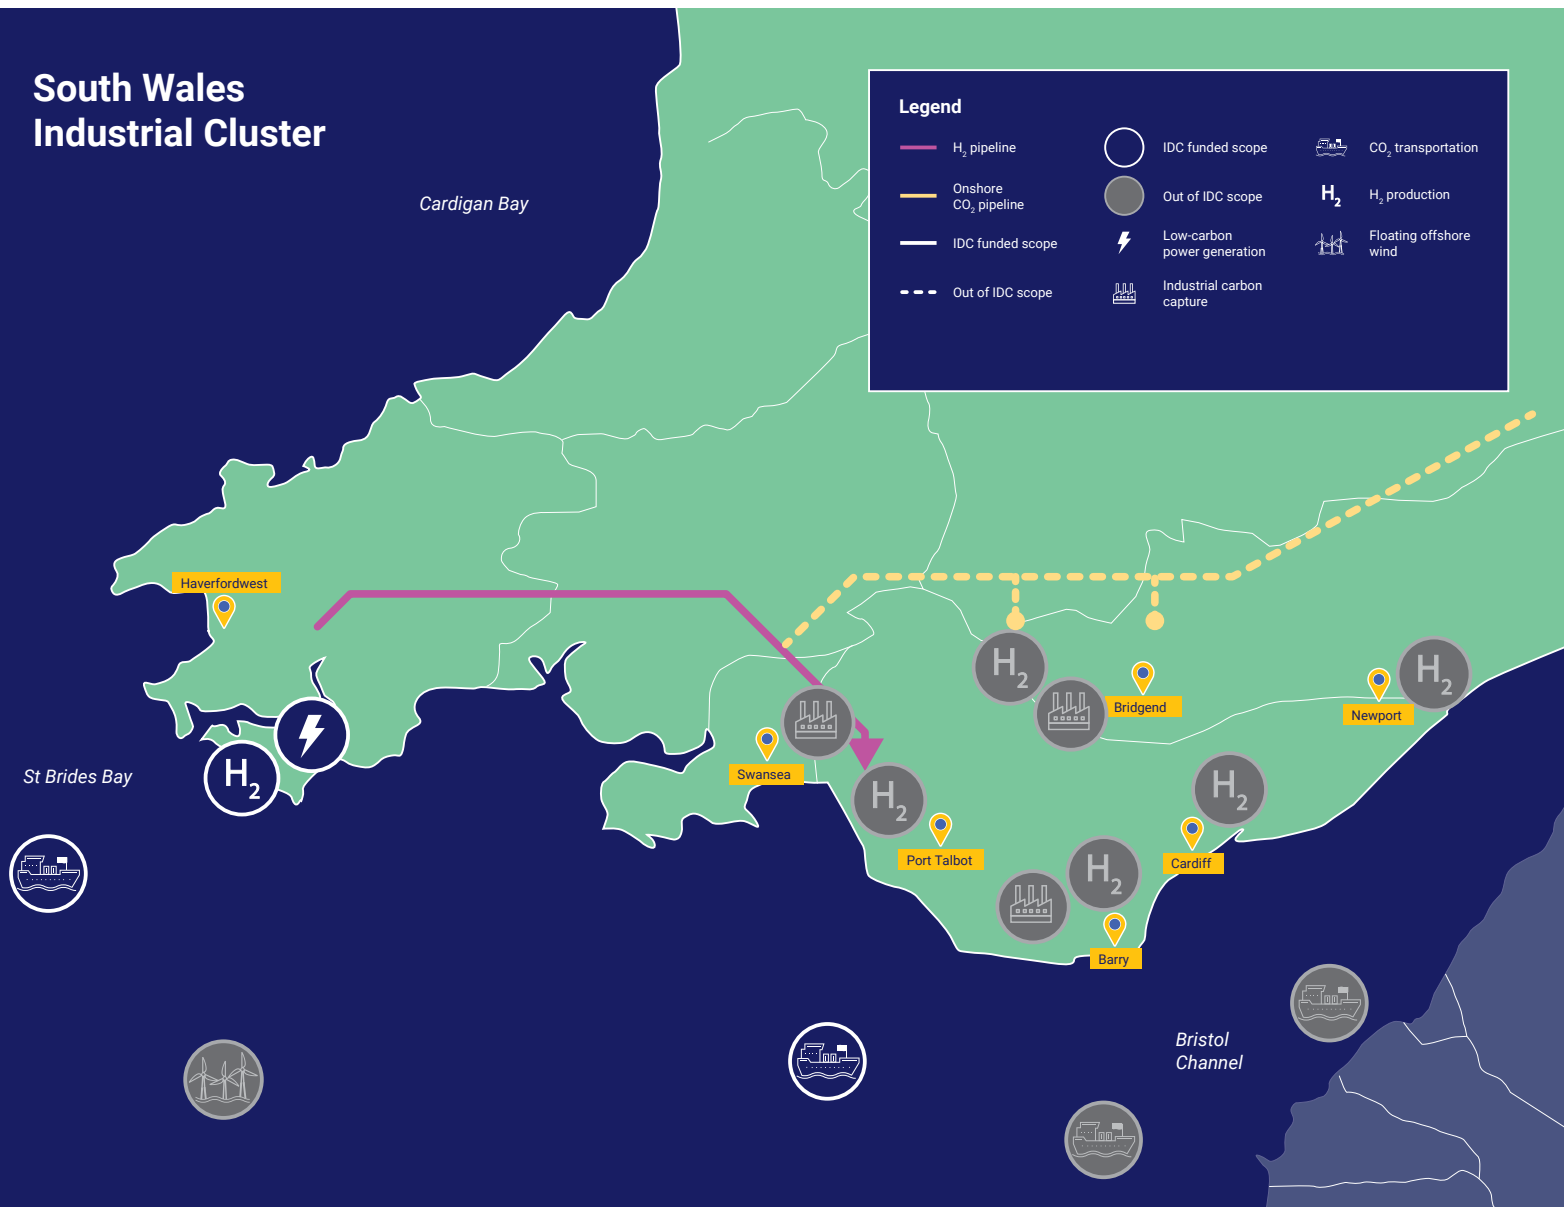 South Wales
Industrial Cluster
Cardigan Bay
Legend
H₂ pipeline
Onshore
CO₂ pipeline
IDC funded scope
Out of IDC scope
IDC funded scope
Out of IDC scope
Low-carbon
power generation
Industrial carbon
capture
CO₂ transportation
H₂
H₂ production
Floating offshore
wind
Haverfordwest
H₂
St Brides Bay
Swansea
H₂
Port Talbot
H₂
Bridgend
Newport
H₂
H₂
Cardiff
H₂
Barry
Bristol
Channel